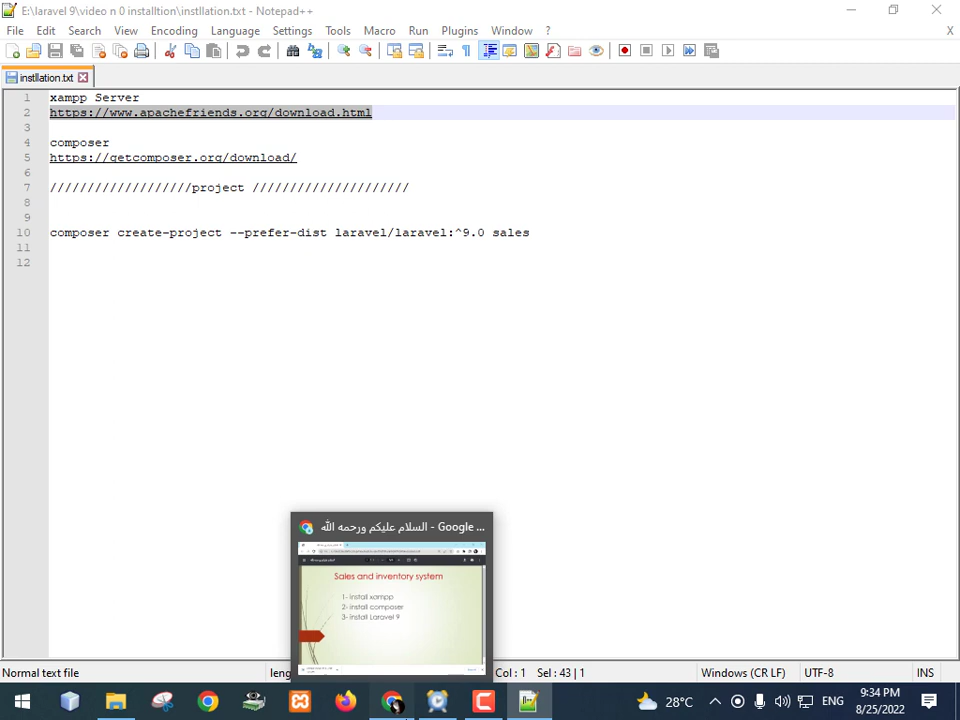 E:\laravel 9\video n 0 installtion\instllation.txt - Notepad++
File Edit Search View Encoding Language Settings Tools Macro Run Plugins Window ? X
instllation.txt
1 xampp Server
2 https://www.apachefriends.org/download.html
3
4 composer
5 https://getcomposer.org/download/
6
7 ///////////////////project /////////////////////
8
9
10 composer create-project --prefer-dist laravel/laravel:^9.0 sales
11
12
السلام عليكم ورحمه الله - Google ...
Sales and inventory system
1- install xampp
2- install composer
3- install Laravel 9
Normal text file leng Col : 1 Sel : 43 | 1 Windows (CR LF) UTF-8 INS
28°C ENG 9:34 PM
8/25/2022